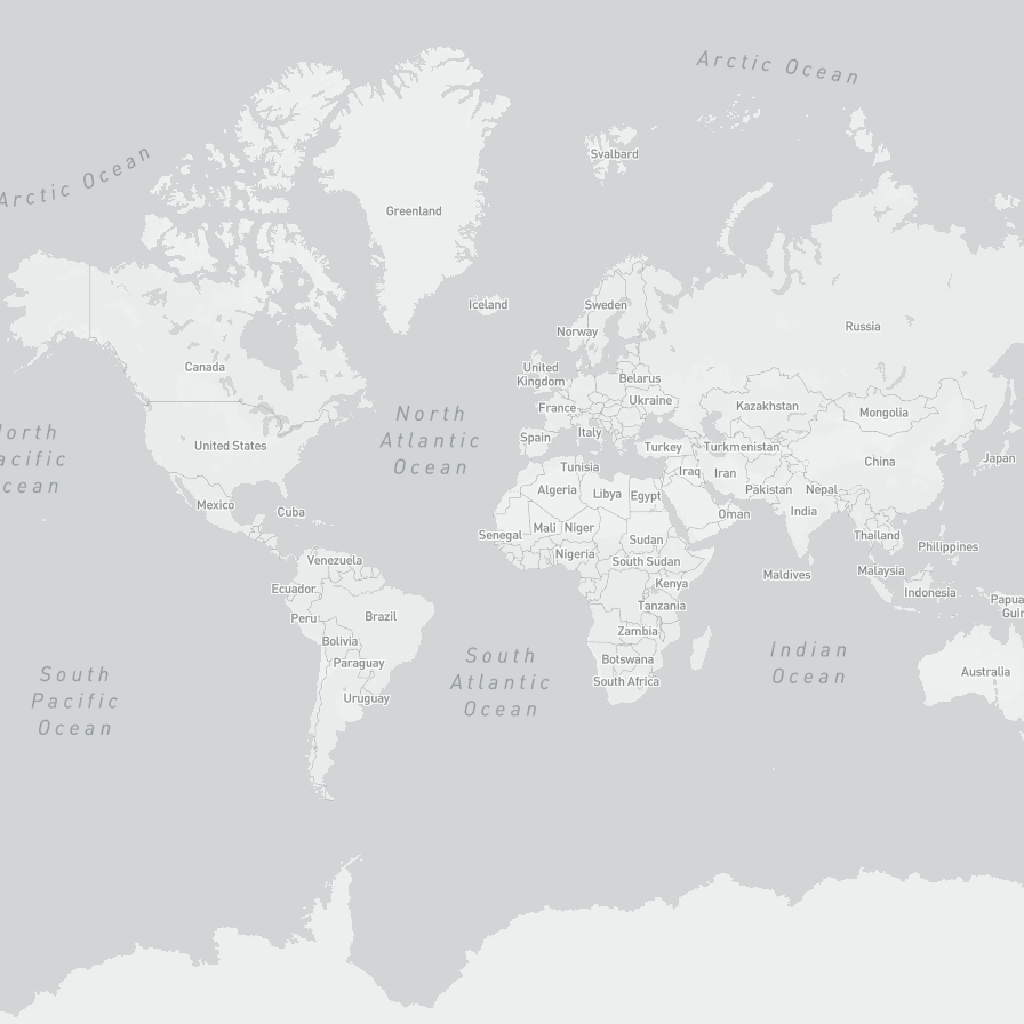 Arctic Ocean
Arctic Ocean
Svalbard
Greenland
Iceland
Sweden
Norway
Russia
Canada
United
Kingdom
Belarus
Ukraine
Kazakhstan
Mongolia
France
North
Atlantic
Ocean
Italy
Spain
United States
Turkey
Turkmenistan
China
Japan
Tunisia
Iraq
Iran
Algeria
Libya
Egypt
Pakistan
Nepal
Mexico
Cuba
India
Oman
Senegal
Mali
Niger
Sudan
Thailand
Philippines
Nigeria
South Sudan
Venezuela
Maldives
Malaysia
Kenya
Ecuador
Indonesia
Papua
Tanzania
Peru
Brazil
Zambia
Bolivia
South
Atlantic
Ocean
Indian
Ocean
Paraguay
Botswana
Australia
South Africa
Uruguay
South
Pacific
Ocean